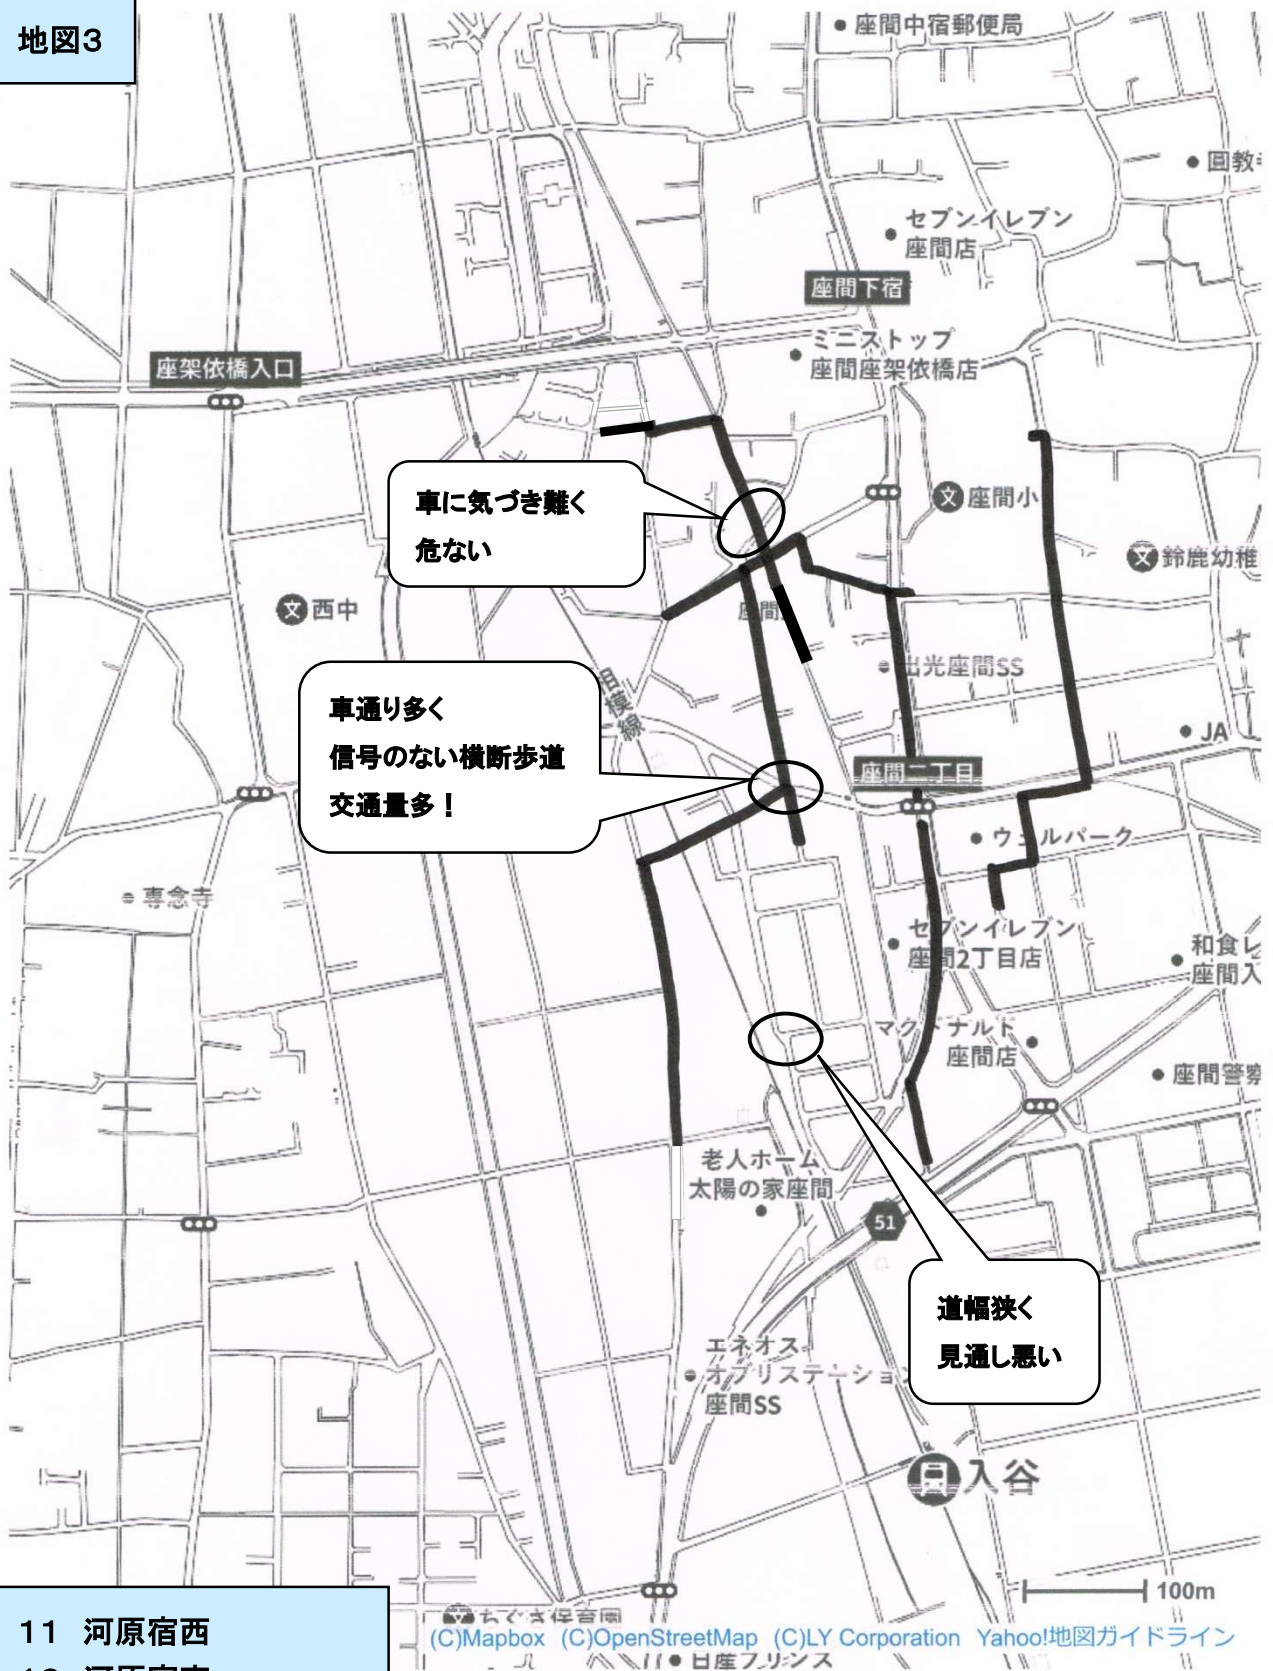 地図3
座間中宿郵便局
圓教
セブンイレブン
座間店
座間下宿
ミニストップ
座間座架依橋店
座架依橋入口
車に気づき難く
危ない
文 座間小
文 鈴鹿幼稚
文 西中
座間
出光座間SS
車通り多く
信号のない横断歩道
交通量多！
模線
JA
座間二丁目
ウェルパーク
専念寺
セブンイレブン
座間2丁目店
和食レ
座間入
マクドナルド
座間店
座間警察
老人ホーム
太陽の家座間
51
道幅狭く
見通し悪い
エネオス
オブリステーション
座間SS
入谷
100m
11 河原宿西
ちぐさ保育園
(C)Mapbox (C)OpenStreetMap (C)LY Corporation Yahoo!地図ガイドライン
日産プリンス